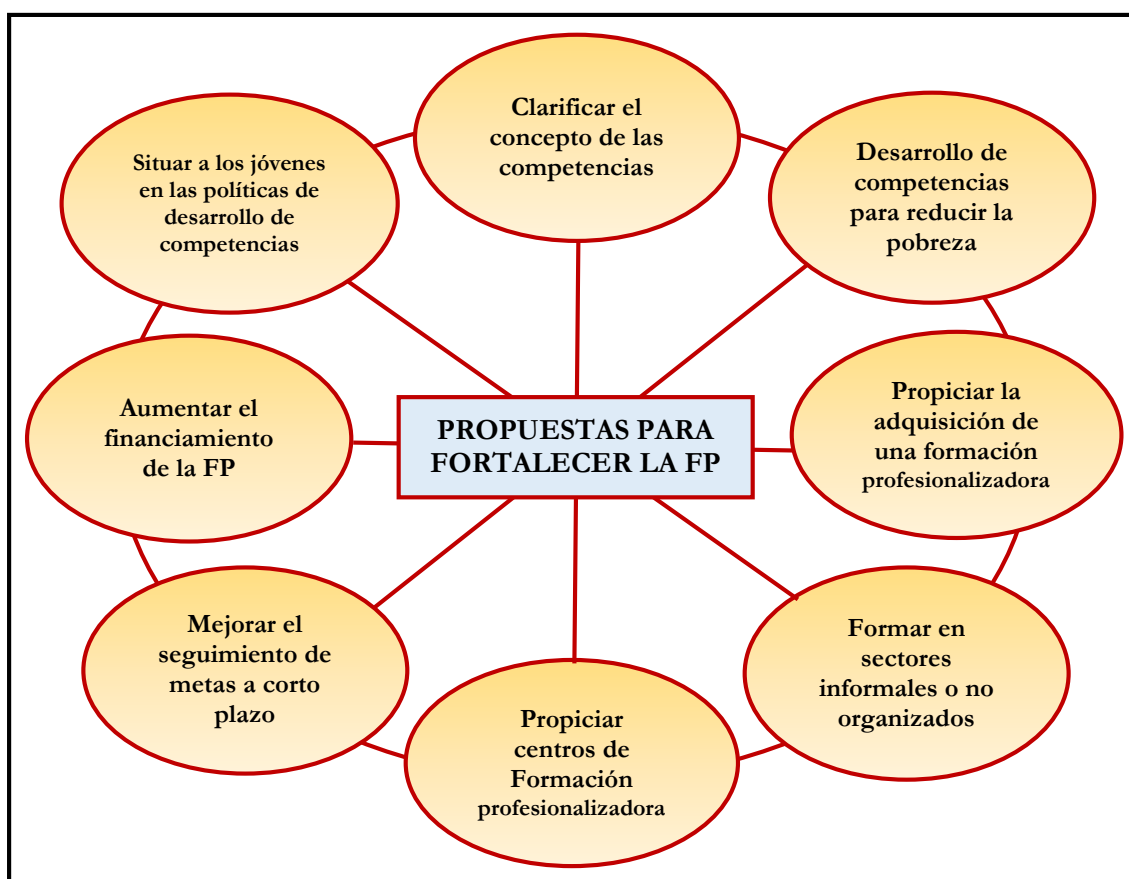 Clarificar el
concepto de las
competencias
Situar a los jóvenes
en las políticas de
desarrollo de
competencias
Desarrollo de
competencias
para reducir la
pobreza
Aumentar el
financiamiento
de la FP
PROPUESTAS PARA
FORTALECER LA FP
Propiciar la
adquisición de
una formación
profesionalizadora
Mejorar el
seguimiento de
metas a corto
plazo
Propiciar
centros de
Formación
profesionalizadora
Formar en
sectores
informales o no
organizados